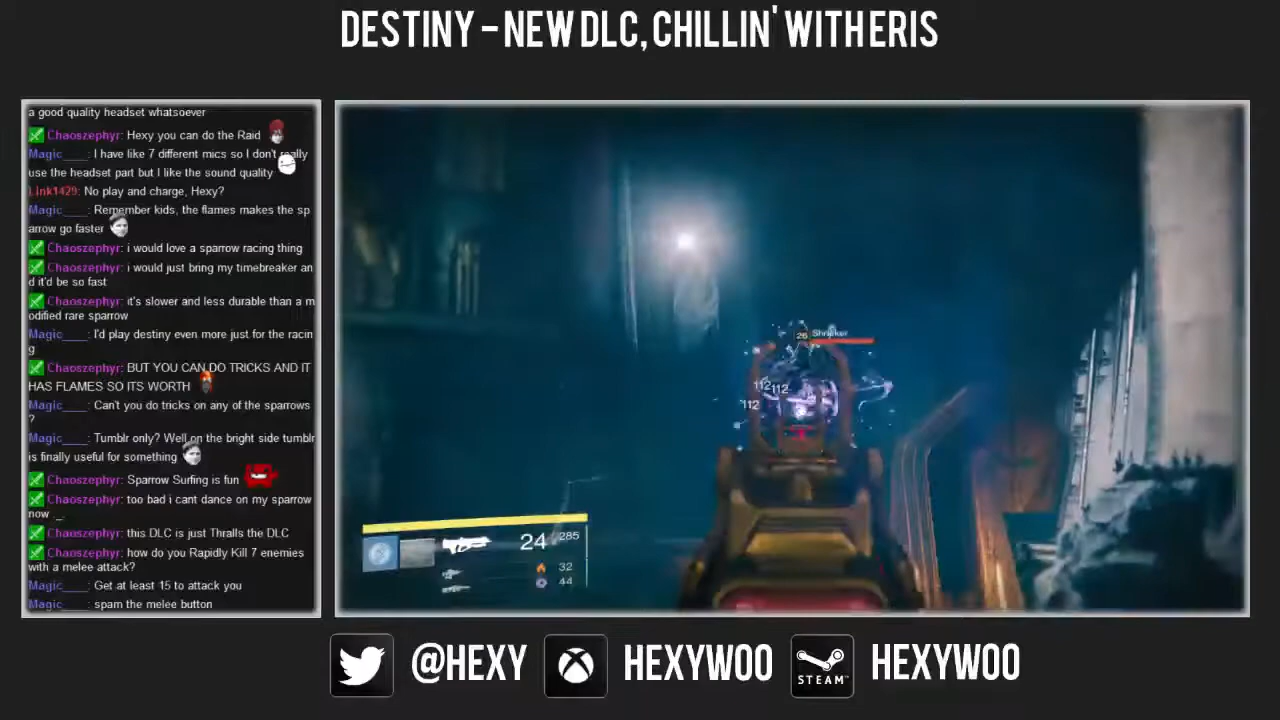 DESTINY - NEW DLC, CHILLIN' WITH ERIS
a good quality headset whatsoever
Chaoszephyr: Hexy you can do the Raid
Magic____: I have like 7 different mics so I don't really
use the headset part but I like the sound quality
Link1429: No play and charge, Hexy?
Magic____: Remember kids, the flames makes the sp
arrow go faster
Chaoszephyr: i would love a sparrow racing thing
Chaoszephyr: i would just bring my timebreaker an
d it'd be so fast
Chaoszephyr: it's slower and less durable than a m
odified rare sparrow
Magic____: I'd play destiny even more just for the racin
g
Chaoszephyr: BUT YOU CAN DO TRICKS AND IT
HAS FLAMES SO ITS WORTH
Magic____: Can't you do tricks on any of the sparrows
?
Magic____: Tumblr only? Well on the bright side tumblr
is finally useful for something
Chaoszephyr: Sparrow Surfing is fun
Chaoszephyr: too bad i cant dance on my sparrow
now ._.
Chaoszephyr: this DLC is just Thralls the DLC
Chaoszephyr: how do you Rapidly Kill 7 enemies
with a melee attack?
Magic____: Get at least 15 to attack you
Magic____: spam the melee button
26 Shrieker
112 112
112
24 285
32
44
@HEXY HEXYWOO STEAM HEXYWOO